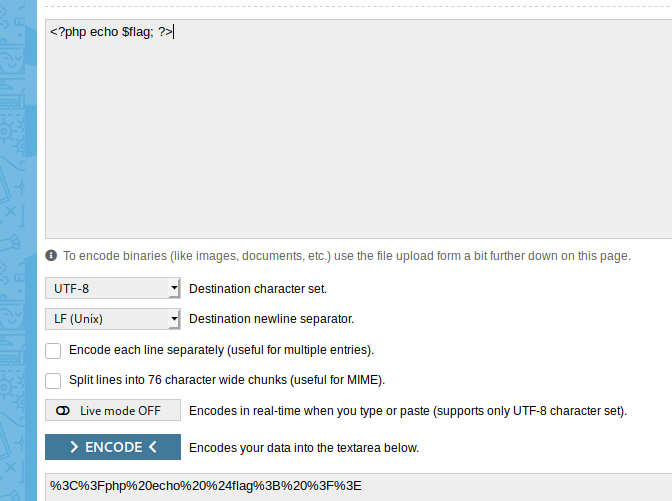 <?php echo $flag; ?>
To encode binaries (like images, documents, etc.) use the file upload form a bit further down on this page.
UTF-8 Destination character set.
LF (Unix) Destination newline separator.
Encode each line separately (useful for multiple entries).
Split lines into 76 character wide chunks (useful for MIME).
Live mode OFF Encodes in real-time when you type or paste (supports only UTF-8 character set).
> ENCODE < Encodes your data into the textarea below.
%3C%3Fphp%20echo%20%24flag%3B%20%3F%3E